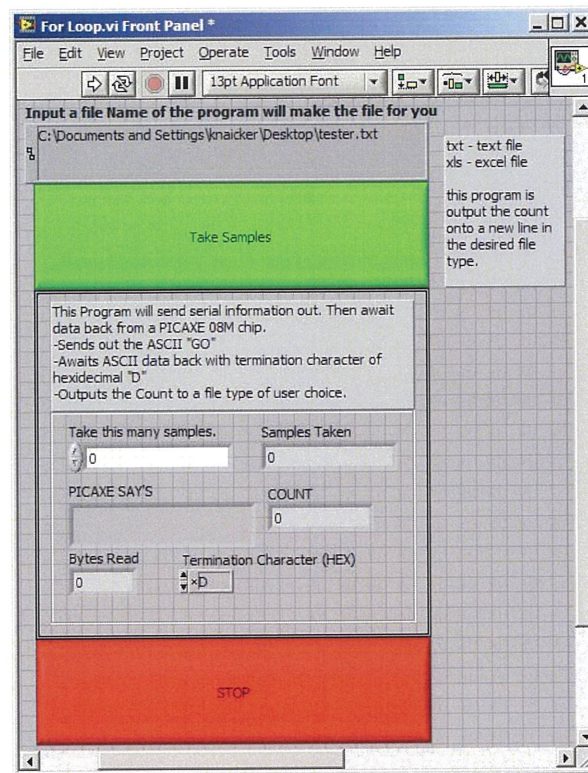 For Loop.vi Front Panel *
File Edit View Project Operate Tools Window Help
13pt Application Font
1
Input a file Name of the program will make the file for you
C:\Documents and Settings\knaicker\Desktop\tester.txt
txt - text file
xls - excel file
this program is
output the count
onto a new line in
the desired file
type.
Take Samples
This Program will send serial information out. Then await
data back from a PICAXE 08M chip.
-Sends out the ASCII "GO"
-Awaits ASCII data back with termination character of
hexidecimal "D"
-Outputs the Count to a file type of user choice.
Take this many samples.
Samples Taken
0
0
PICAXE SAY'S
COUNT
0
Bytes Read
Termination Character (HEX)
0
×D
STOP